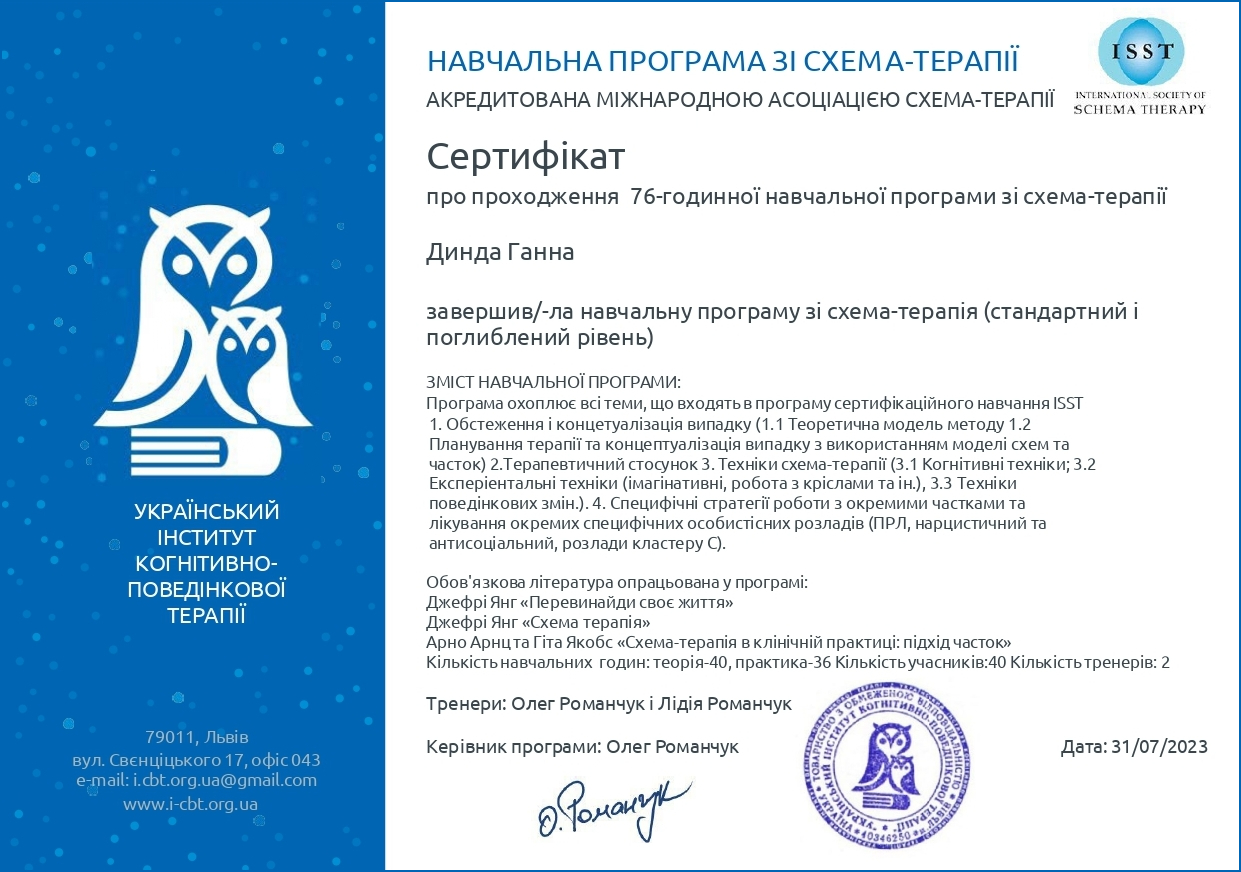 НАВЧАЛЬНА ПРОГРАМА ЗІ СХЕМА-ТЕРАПІЇ
АКРЕДИТОВАНА МІЖНАРОДНОЮ АСОЦІАЦІЄЮ СХЕМА-ТЕРАПІЇ
ISST
INTERNATIONAL SOCIETY OF
SCHEMA THERAPY
Сертифікат
про проходження 76-годинної навчальної програми зі схема-терапії
Динда Ганна
завершив/-ла навчальну програму зі схема-терапія (стандартний і
поглиблений рівень)
ЗМІСТ НАВЧАЛЬНОЇ ПРОГРАМИ:
Програма охоплює всі теми, що входять в програму сертифікаційного навчання ISST
1. Обстеження і концетуалізація випадку (1.1 Теоретична модель методу 1.2
Планування терапії та концептуалізація випадку з використанням моделі схем та
часток) 2.Терапевтичний стосунок 3. Техніки схема-терапії (3.1 Когнітивні техніки; 3.2
Експеріентальні техніки (імагінативні, робота з кріслами та ін.), 3.3 Техніки
поведінкових змін.). 4. Специфічні стратегії роботи з окремими частками та
лікування окремих специфічних особистісних розладів (ПРЛ, нарцистичний та
антисоціальний, розлади кластеру С).
Обов'язкова література опрацьована у програмі:
Джефрі Янг «Перевинайди своє життя»
Джефрі Янг «Схема терапія»
Арно Арнц та Гіта Якобс «Схема-терапія в клінічній практиці: підхід часток»
Кількість навчальних годин: теорія-40, практика-36 Кількість учасників:40 Кількість тренерів: 2
Тренери: Олег Романчук і Лідія Романчук
Керівник програми: Олег Романчук
Дата: 31/07/2023
О. Романчук
ТОВАРИСТВО З ОБМЕЖЕНОЮ ВІДПОВІДАЛЬНІСТЮ
УКРАЇНСЬКИЙ ІНСТИТУТ КОГНІТИВНО-ПОВЕДІНКОВОЇ ТЕРАПІЇ
УКРАЇНА * 40346250 * м. ЛЬВІВ
УКРАЇНСЬКИЙ
ІНСТИТУТ
КОГНІТИВНО-
ПОВЕДІНКОВОЇ
ТЕРАПІЇ
79011, Львів
вул. Свєнціцького 17, офіс 043
e-mail: i.cbt.org.ua@gmail.com
www.i-cbt.org.ua